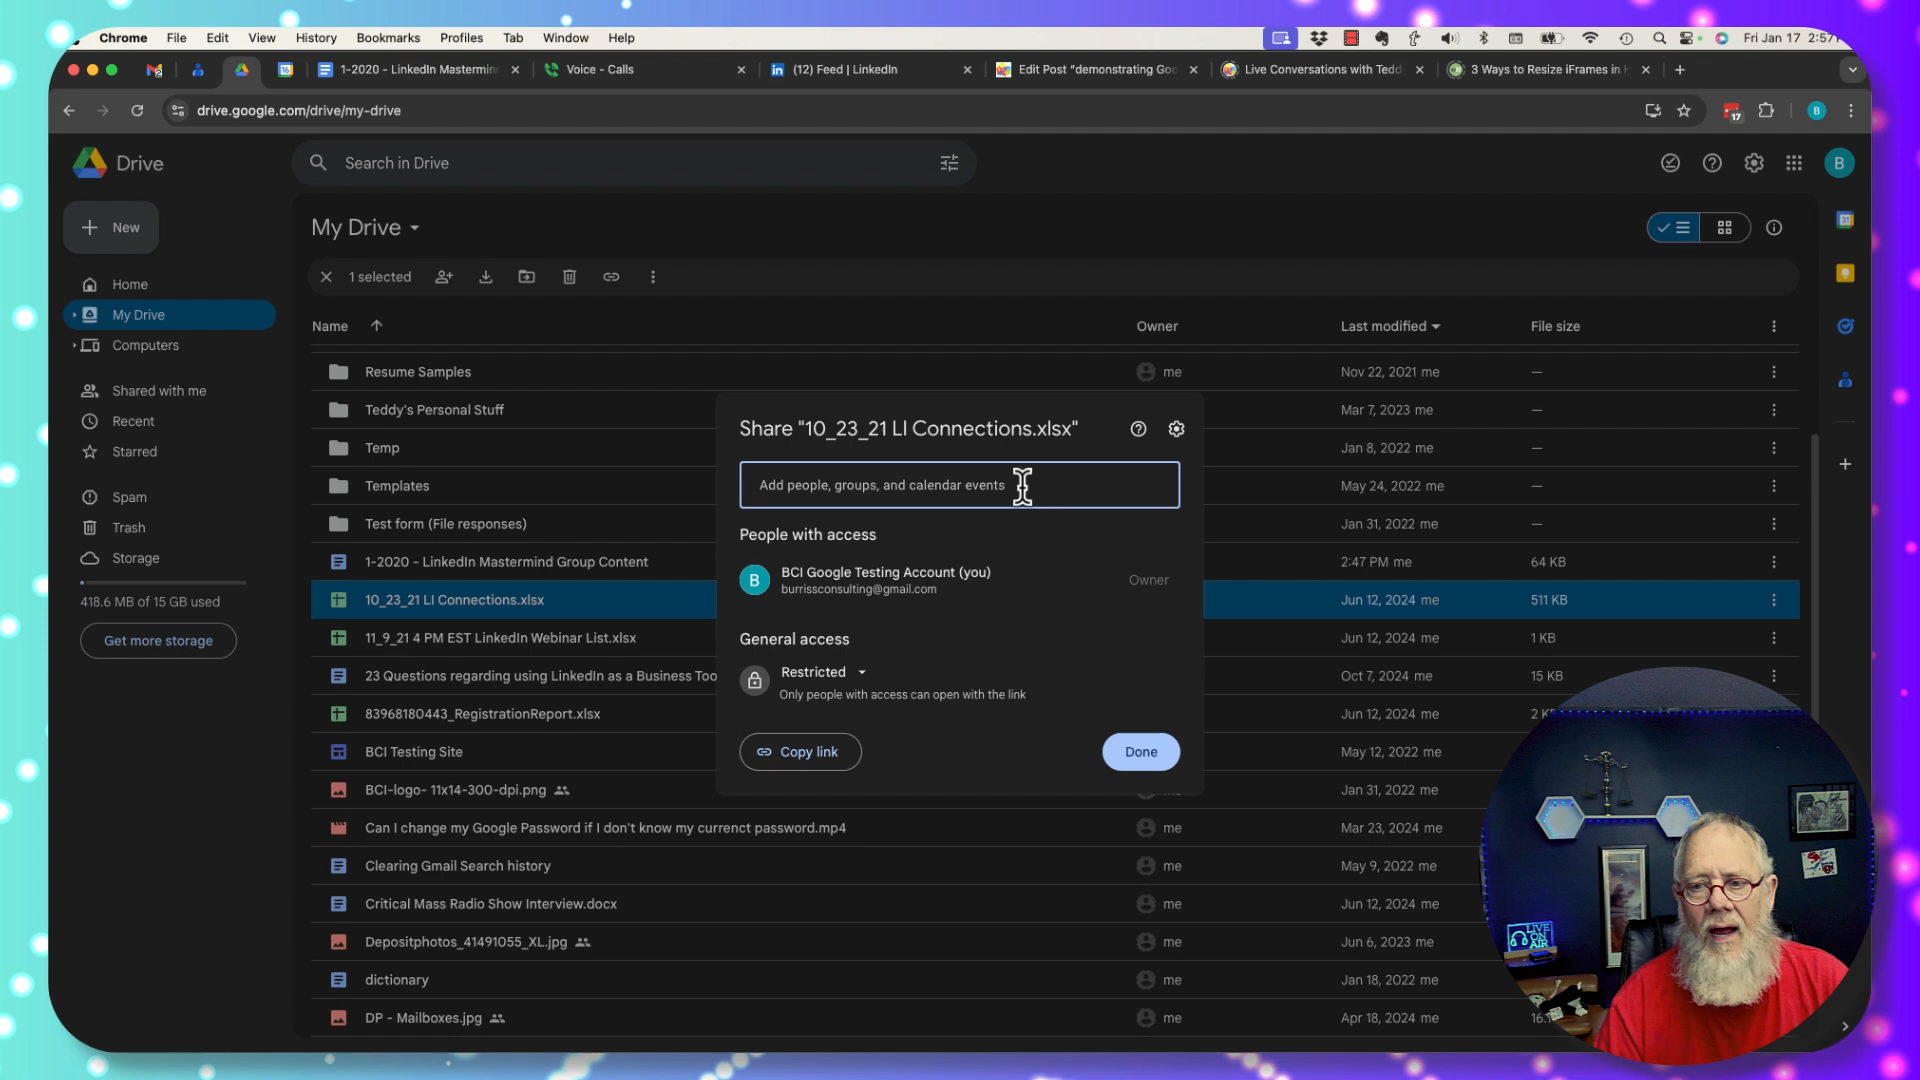 Chrome File Edit View History Bookmarks Profiles Tab Window Help Fri Jan 17 2:57
1-2020 - LinkedIn Mastermin Voice - Calls (12) Feed | LinkedIn Edit Post "demonstrating Goo Live Conversations with Tedd 3 Ways to Resize iFrames in
drive.google.com/drive/my-drive 17 B
Drive
Search in Drive
B
New
My Drive
1 selected
Home
My Drive
Computers
Shared with me
Recent
Starred
Spam
Trash
Storage
418.6 MB of 15 GB used
Get more storage
Name Owner Last modified File size
Resume Samples me Nov 22, 2021 me —
Teddy's Personal Stuff Mar 7, 2023 me —
Temp Jan 8, 2022 me —
Templates May 24, 2022 me —
Test form (File responses) Jan 31, 2022 me —
1-2020 - LinkedIn Mastermind Group Content 2:47 PM me 64 KB
10_23_21 LI Connections.xlsx Jun 12, 2024 me 511 KB
11_9_21 4 PM EST LinkedIn Webinar List.xlsx Jun 12, 2024 me 1 KB
23 Questions regarding using LinkedIn as a Business Too Oct 7, 2024 me 15 KB
83968180443_RegistrationReport.xlsx Jun 12, 2024 me 2 K
BCI Testing Site May 12, 2022 me
BCI-logo- 11x14-300-dpi.png me Jan 31, 2022 me
Can I change my Google Password if I don't know my currenct password.mp4 me Mar 23, 2024 me
Clearing Gmail Search history me May 9, 2022 me
Critical Mass Radio Show Interview.docx me Jun 12, 2024 me
Depositphotos_41491055_XL.jpg me Jun 6, 2023 me
dictionary me Jan 18, 2022 me
DP - Mailboxes.jpg me Apr 18, 2024 me 16.
Share "10_23_21 LI Connections.xlsx"
Add people, groups, and calendar events
People with access
B
BCI Google Testing Account (you)
burrissconsulting@gmail.com
Owner
General access
Restricted
Only people with access can open with the link
Copy link
Done
LIVE
ON
AIR